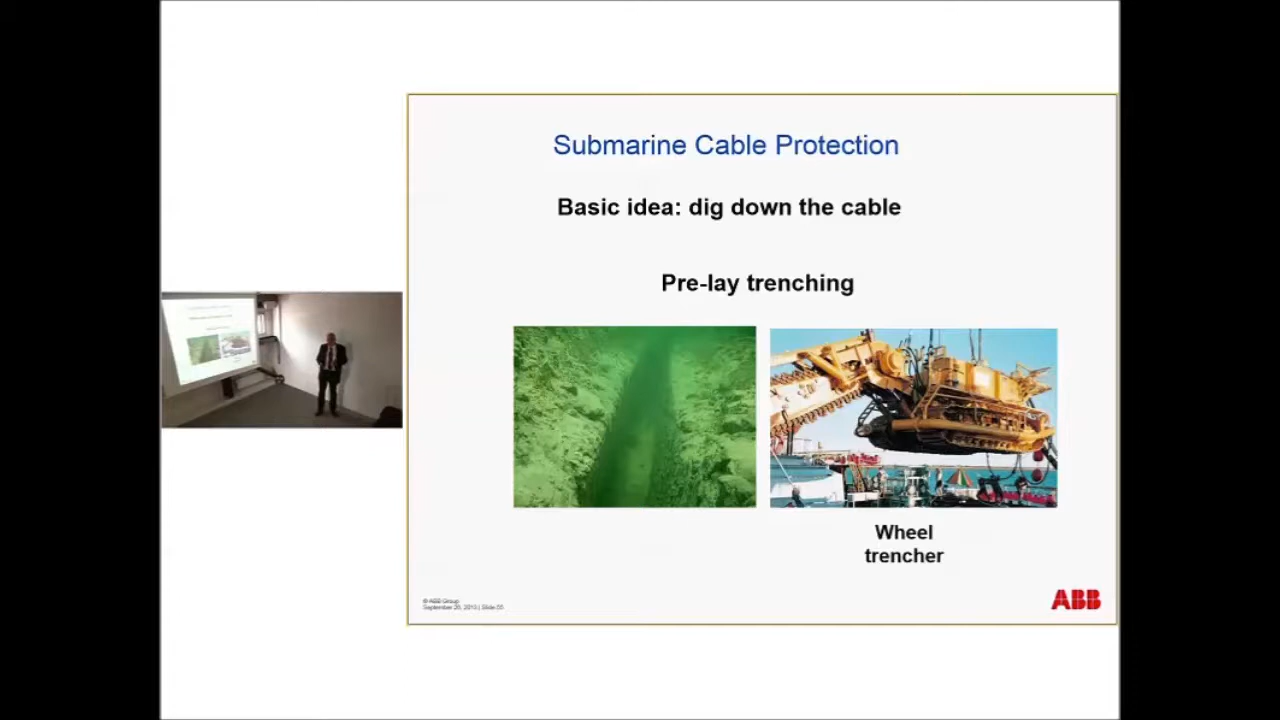 Submarine Cable Protection
Basic idea: dig down the cable
Pre-lay trenching
Wheel
trencher
© ABB Group
September 26, 2013 | Slide 55
ABB